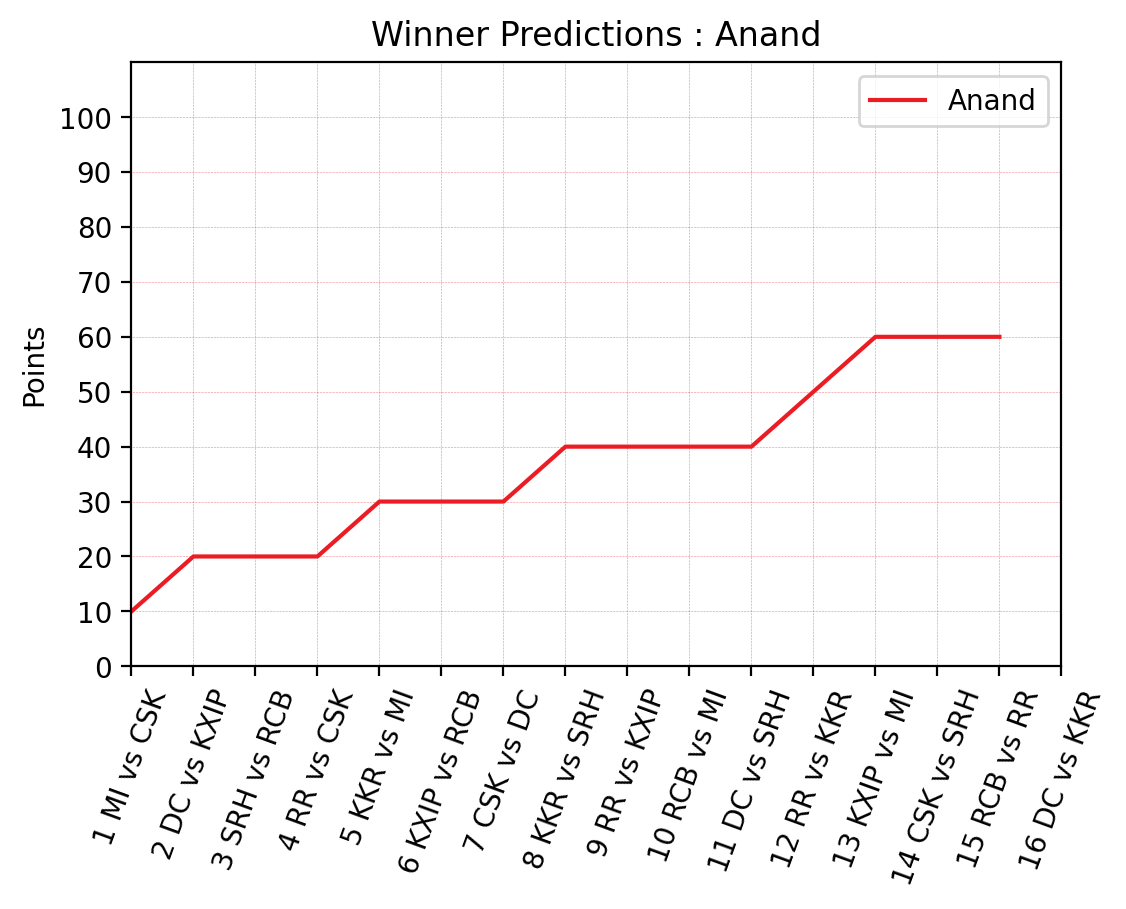 Winner Predictions : Anand
Anand
Points
100
90
80
70
60
50
40
30
20
10
0
1 MI vs CSK
2 DC vs KXIP
3 SRH vs RCB
4 RR vs CSK
5 KKR vs MI
6 KXIP vs RCB
7 CSK vs DC
8 KKR vs SRH
9 RR vs KXIP
10 RCB vs MI
11 DC vs SRH
12 RR vs KKR
13 KXIP vs MI
14 CSK vs SRH
15 RCB vs RR
16 DC vs KKR